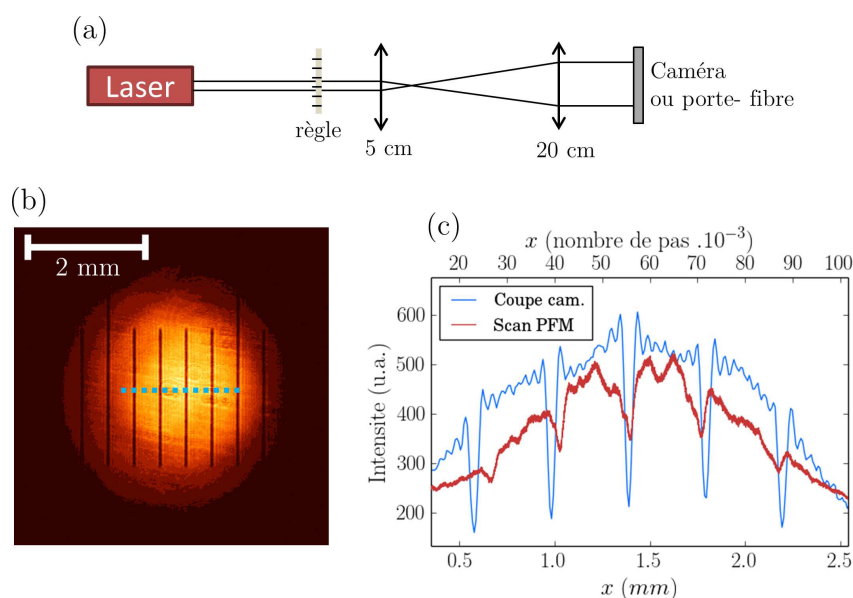 (a)
Laser
règle
5 cm
20 cm
Caméra
ou porte- fibre
(b)
2 mm
(c)
x (nombre de pas .10⁻³)
20 30 40 50 60 70 80 90 100
Coupe cam.
Scan PFM
Intensite (u.a.)
600
500
400
300
200
0.5 1.0 1.5 2.0 2.5
x (mm)